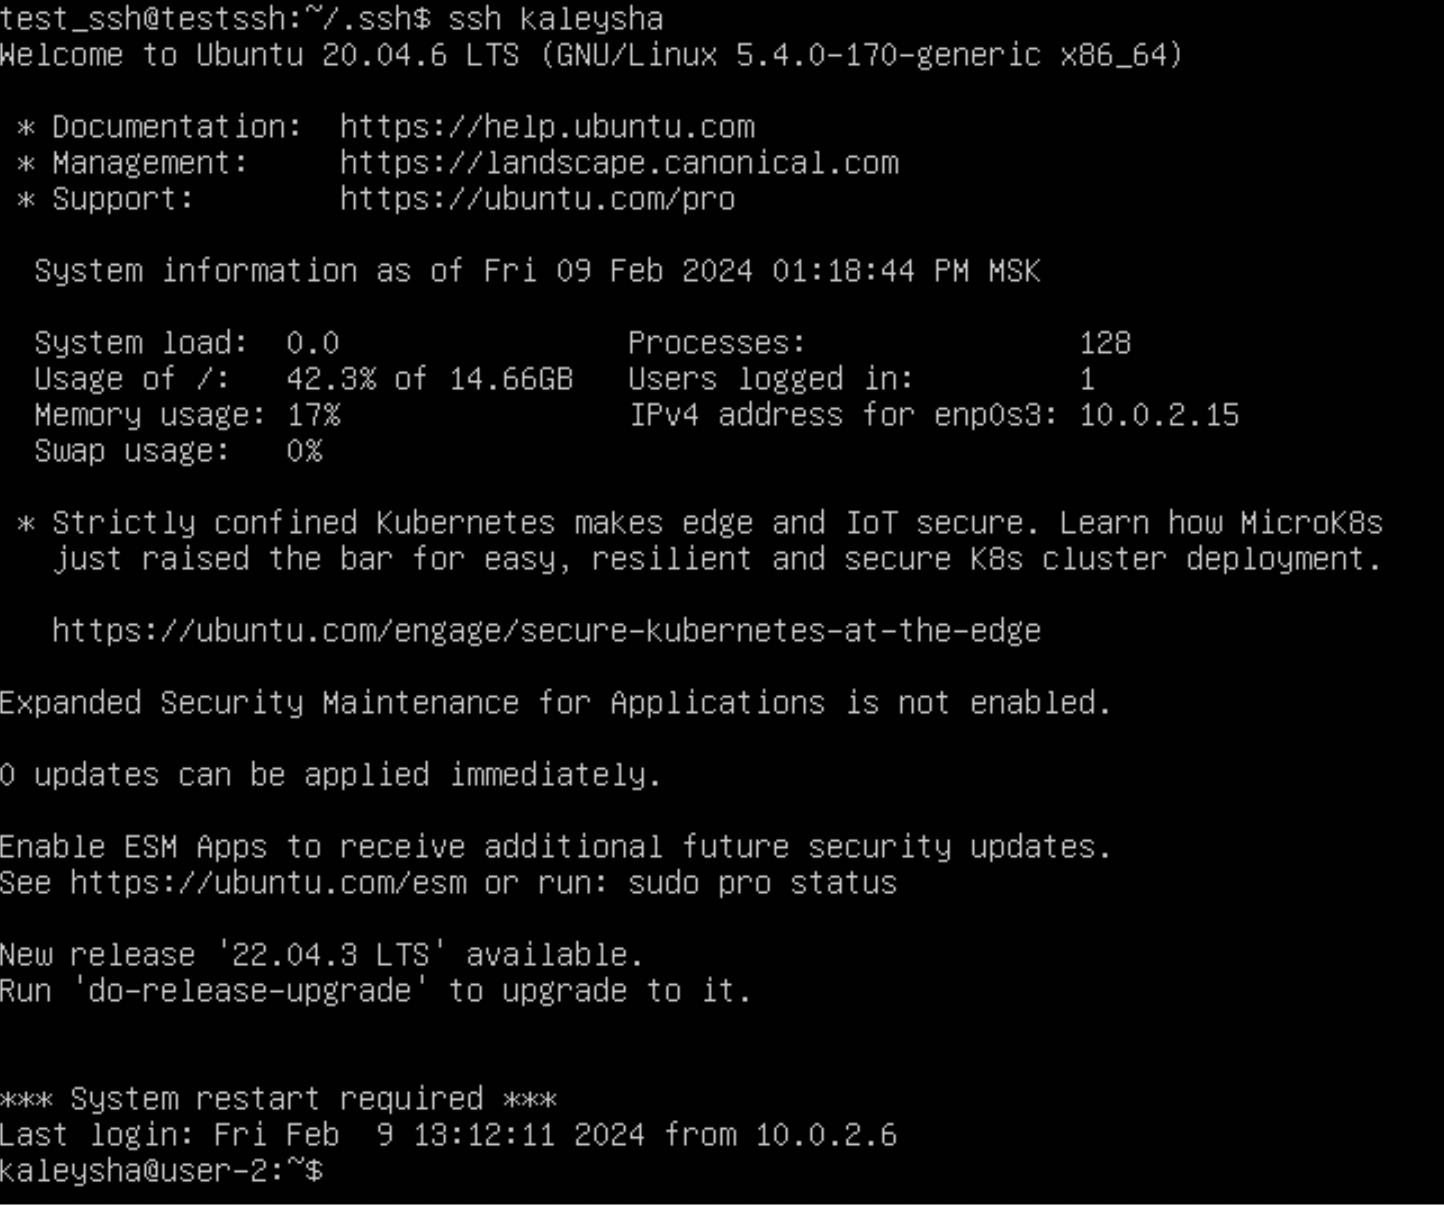 test_ssh@testssh:~/.ssh$ ssh kaleysha
Welcome to Ubuntu 20.04.6 LTS (GNU/Linux 5.4.0-170-generic x86_64)
 * Documentation:  https://help.ubuntu.com
 * Management:     https://landscape.canonical.com
 * Support:        https://ubuntu.com/pro
  System information as of Fri 09 Feb 2024 01:18:44 PM MSK
  System load:  0.0                Processes:               128
  Usage of /:   42.3% of 14.66GB   Users logged in:         1
  Memory usage: 17%                IPv4 address for enp0s3: 10.0.2.15
  Swap usage:   0%
 * Strictly confined Kubernetes makes edge and IoT secure. Learn how MicroK8s
   just raised the bar for easy, resilient and secure K8s cluster deployment.
   https://ubuntu.com/engage/secure-kubernetes-at-the-edge
Expanded Security Maintenance for Applications is not enabled.
0 updates can be applied immediately.
Enable ESM Apps to receive additional future security updates.
See https://ubuntu.com/esm or run: sudo pro status
New release '22.04.3 LTS' available.
Run 'do-release-upgrade' to upgrade to it.
*** System restart required ***
Last login: Fri Feb  9 13:12:11 2024 from 10.0.2.6
kaleysha@user-2:~$